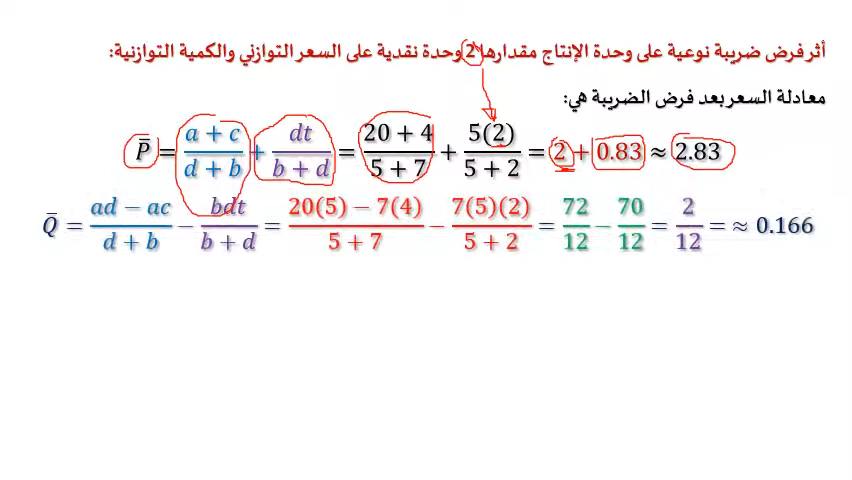 أثر فرض ضريبة نوعية على وحدة الإنتاج مقدارها 2 وحدة نقدية على السعر التوازني والكمية التوازنية:
معادلة السعر بعد فرض الضريبة هي:
P̄ = (a + c)/(d + b) + dt/(b + d) = (20 + 4)/(5 + 7) + 5(2)/(5 + 2) = 2 + 0.83 ≈ 2.83
Q̄ = (ad − ac)/(d + b) − bdt/(b + d) = (20(5) − 7(4))/(5 + 7) − 7(5)(2)/(5 + 2) = 72/12 − 70/12 = 2/12 = ≈ 0.166